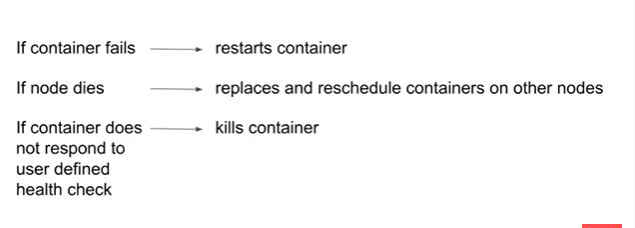 If container fails restarts container
If node dies replaces and reschedule containers on other nodes
If container does kills container
not respond to
user defined
health check